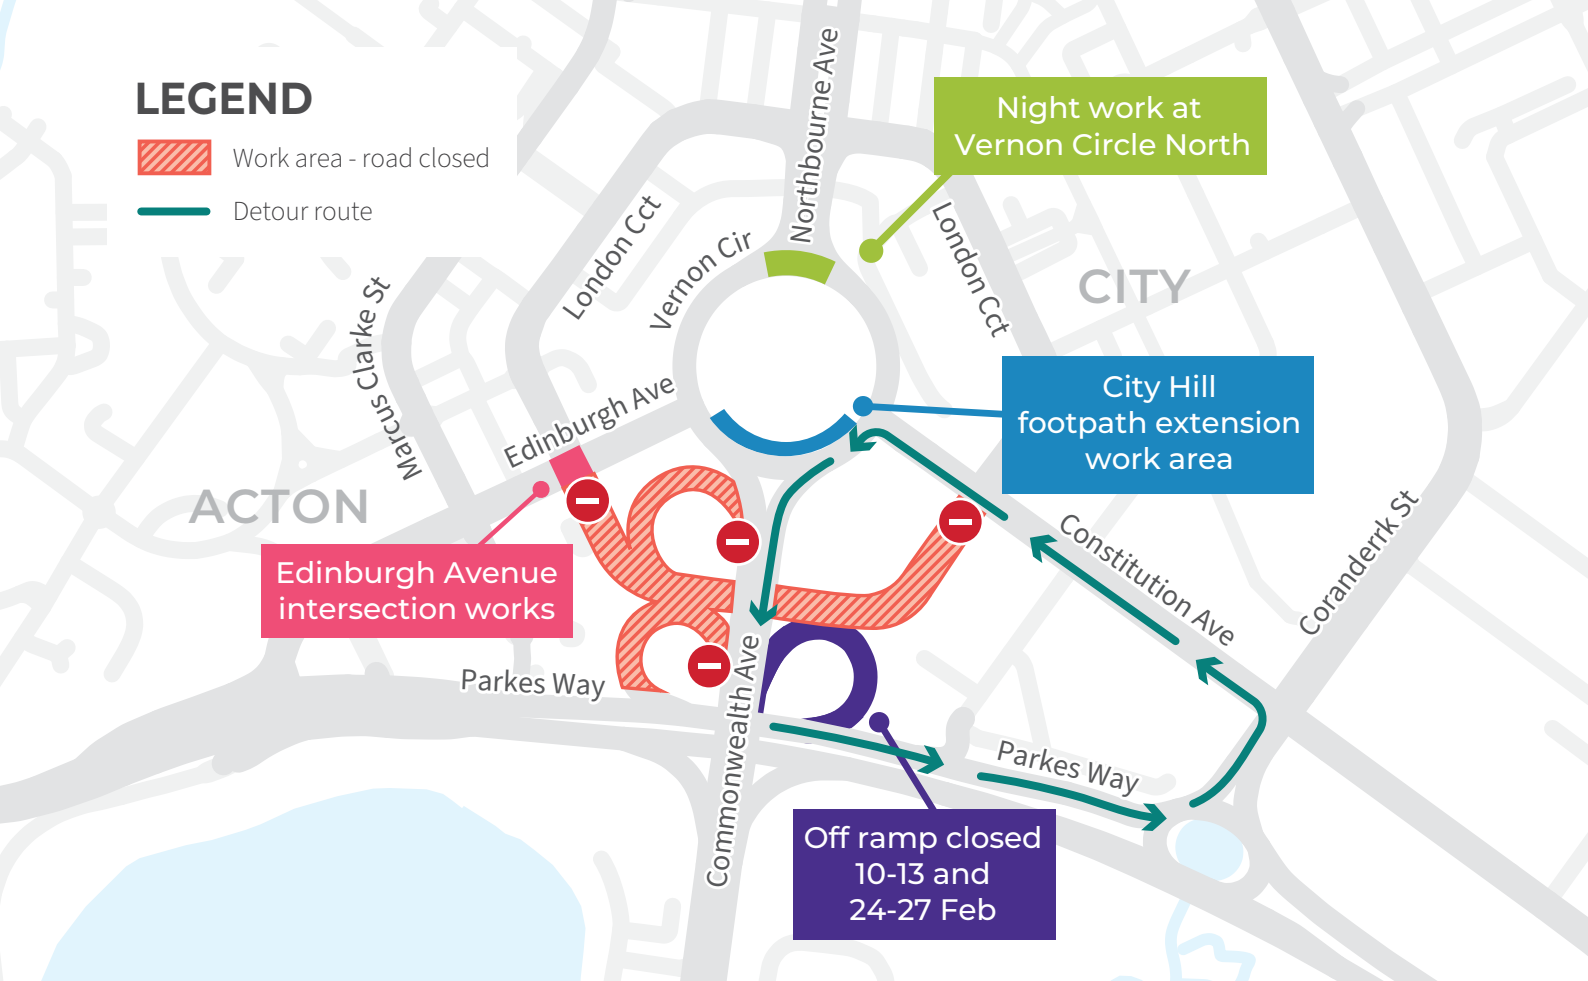 LEGEND
Work area - road closed
Detour route
Northbourne Ave
Night work at
Vernon Circle North
London Cct
Vernon Cir
London Cct
CITY
Marcus Clarke St
Edinburgh Ave
City Hill
footpath extension
work area
ACTON
Edinburgh Avenue
intersection works
Constitution Ave
Coranderrk St
Parkes Way
Commonwealth Ave
Parkes Way
Off ramp closed
10-13 and
24-27 Feb